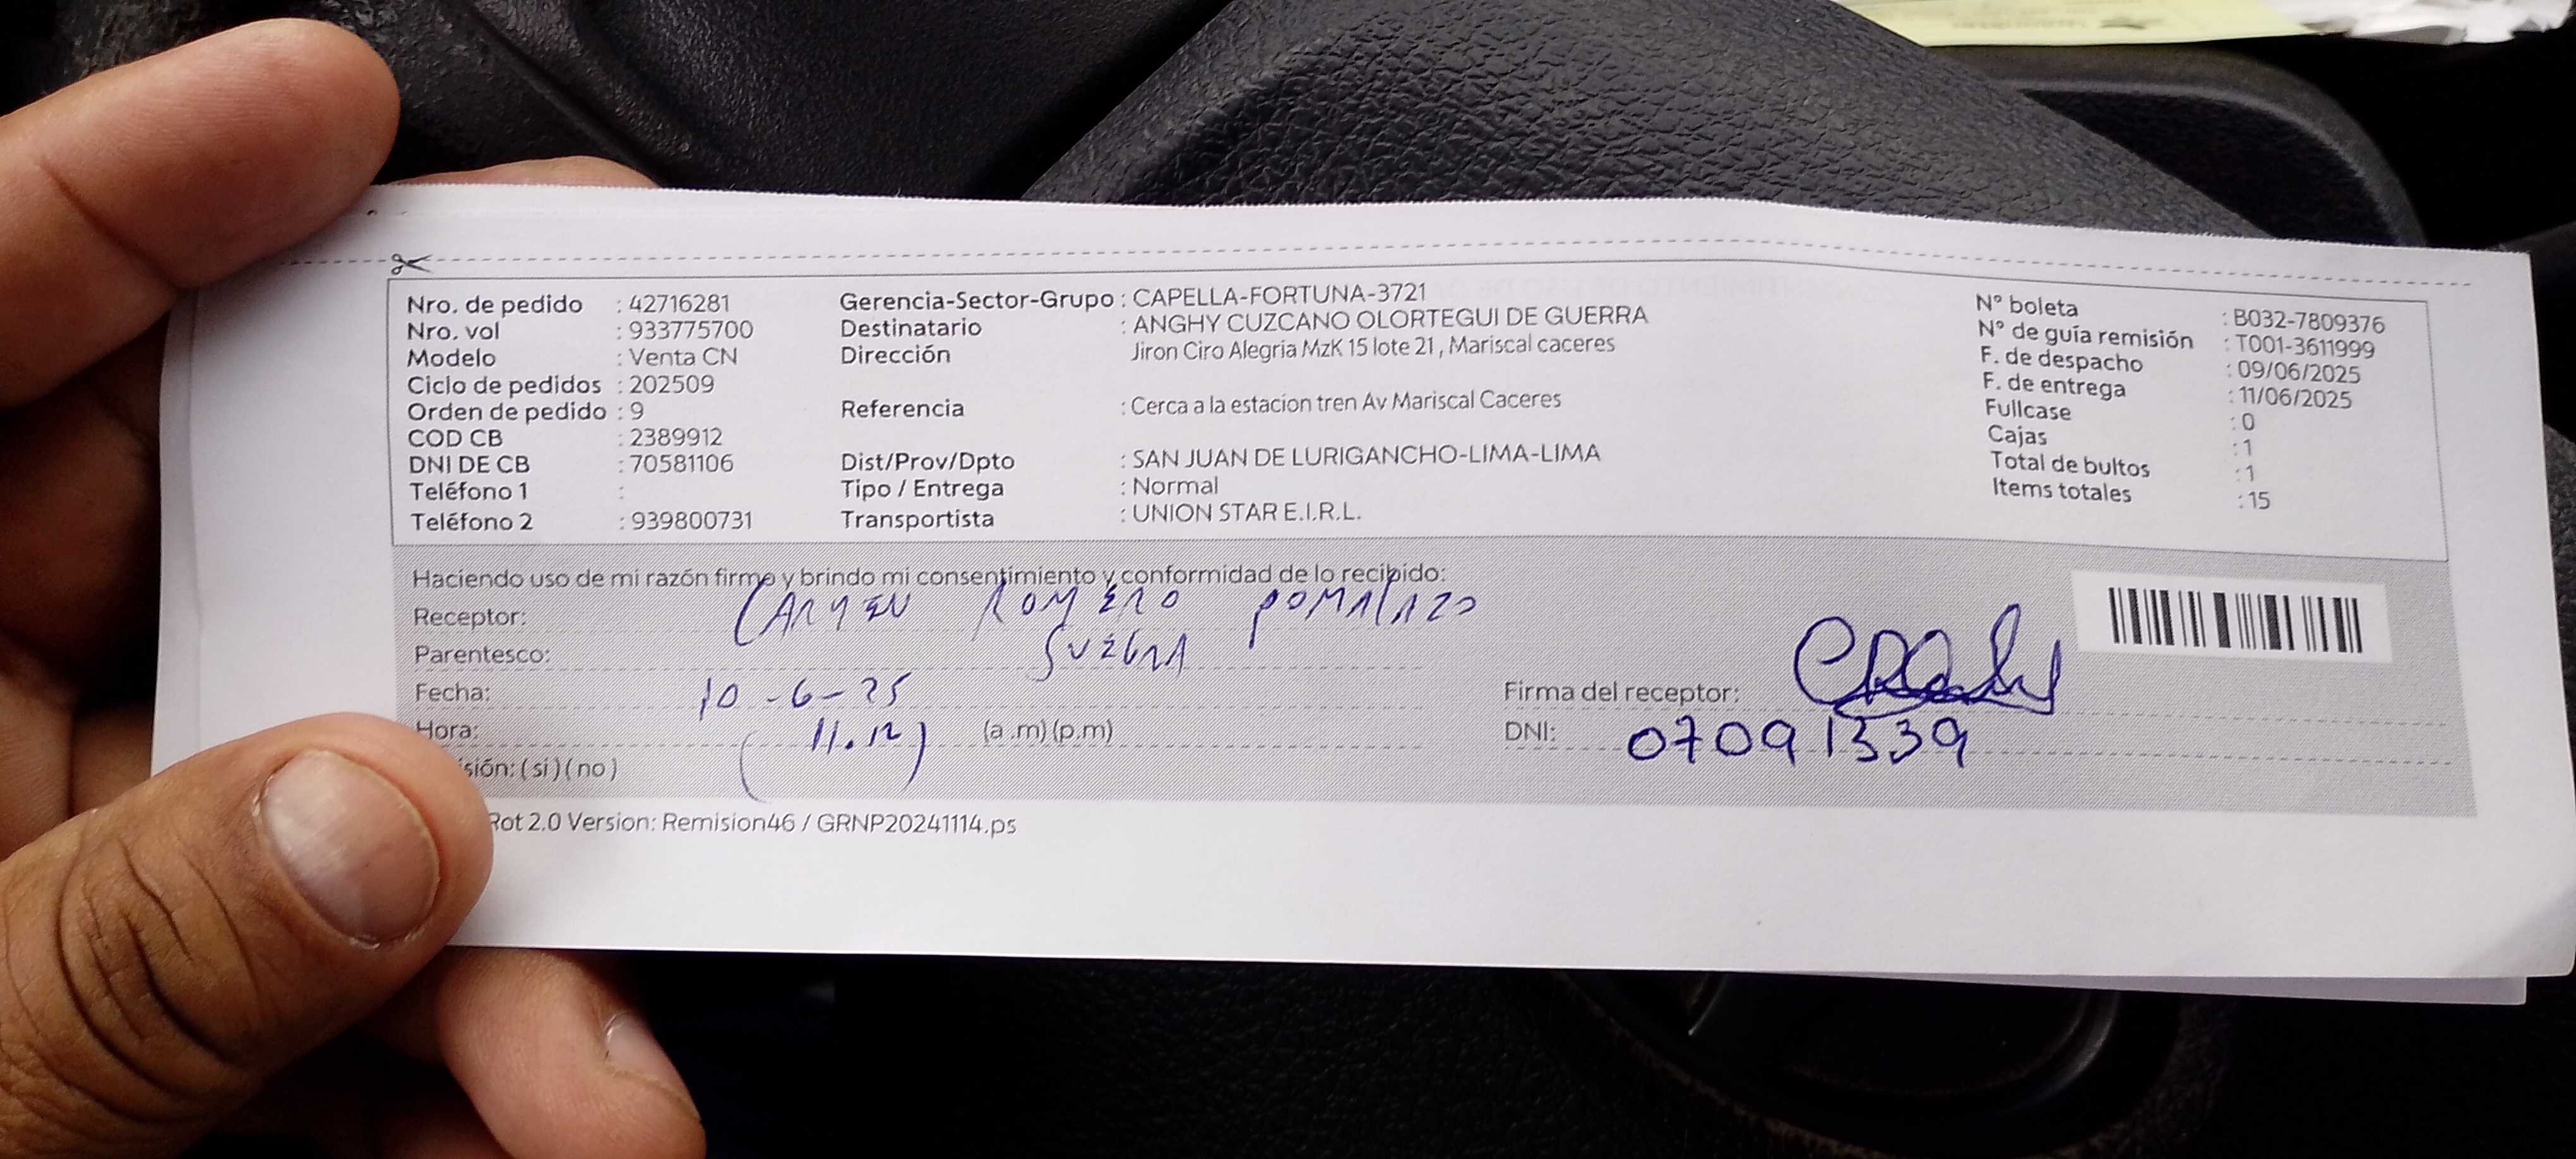 Nro. de pedido : 42716281
Nro. vol : 933775700
Modelo : Venta CN
Ciclo de pedidos : 202509
Orden de pedido : 9
COD CB : 2389912
DNI DE CB : 70581106
Teléfono 1 :
Teléfono 2 : 939800731
Gerencia-Sector-Grupo : CAPELLA-FORTUNA-3721
Destinatario : ANGHY CUZCANO OLORTEGUI DE GUERRA
Dirección Jiron Ciro Alegria MzK 15 lote 21 , Mariscal caceres
Referencia : Cerca a la estacion tren Av Mariscal Caceres
Dist/Prov/Dpto : SAN JUAN DE LURIGANCHO-LIMA-LIMA
Tipo / Entrega : Normal
Transportista : UNION STAR E.I.R.L.
N° boleta : B032-7809376
N° de guía remisión : T001-3611999
F. de despacho : 09/06/2025
F. de entrega : 11/06/2025
Fullcase : 0
Cajas : 1
Total de bultos : 1
Items totales : 15
Haciendo uso de mi razón firmo y brindo mi consentimiento y conformidad de lo recibido:
Receptor: CARMEN ROMERO
Parentesco: SUEGRA
Fecha: 10-6-25
Hora: (11.12) (a .m) (p.m)
sión: ( si ) ( no )
Firma del receptor:
DNI: 07091339
Rot 2.0 Version: Remision46 / GRNP20241114.ps